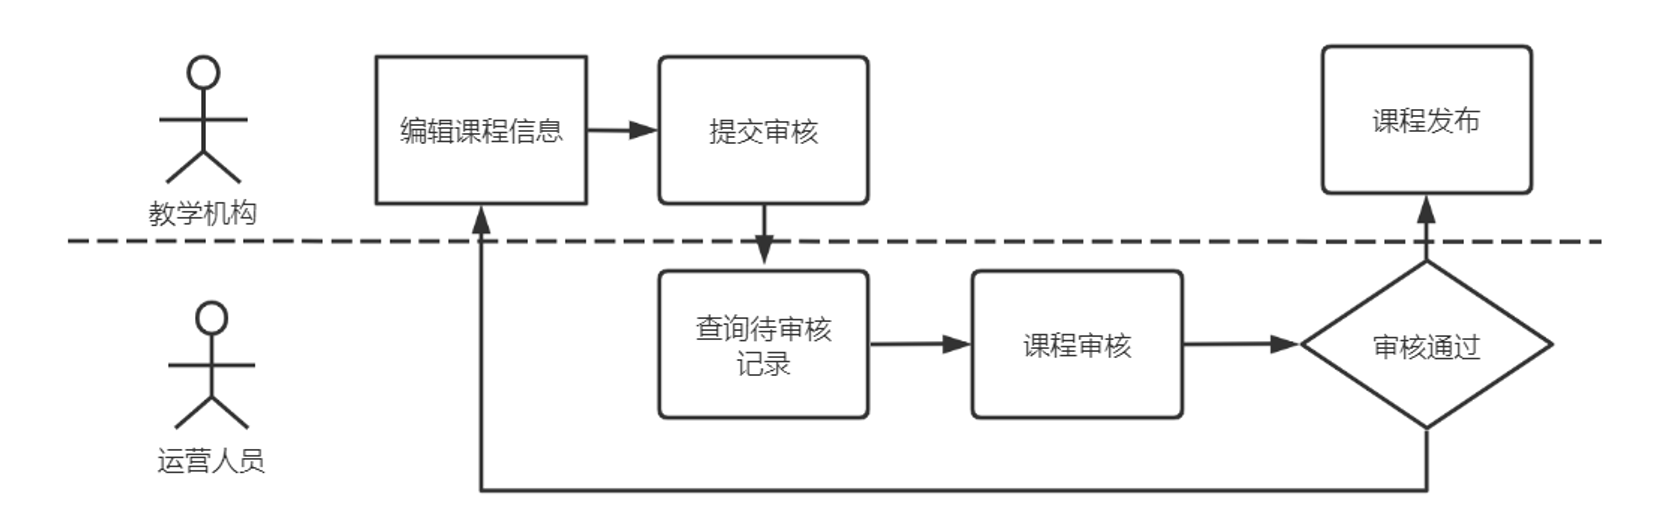 教学机构
编辑课程信息
提交审核
课程发布
运营人员
查询待审核
记录
课程审核
审核通过